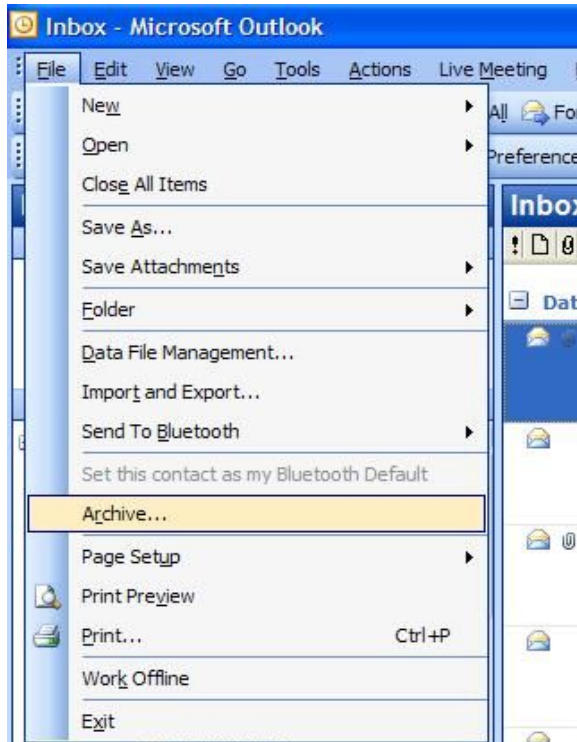 Inbox - Microsoft Outlook
File Edit View Go Tools Actions Live Meeting
New
All
Open
Close All Items
Inbox
Save As...
Save Attachments
Folder
Data File Management...
Import and Export...
Send To Bluetooth
Set this contact as my Bluetooth Default
Archive...
Page Setup
Print Preview
Print... Ctrl+P
Work Offline
Exit